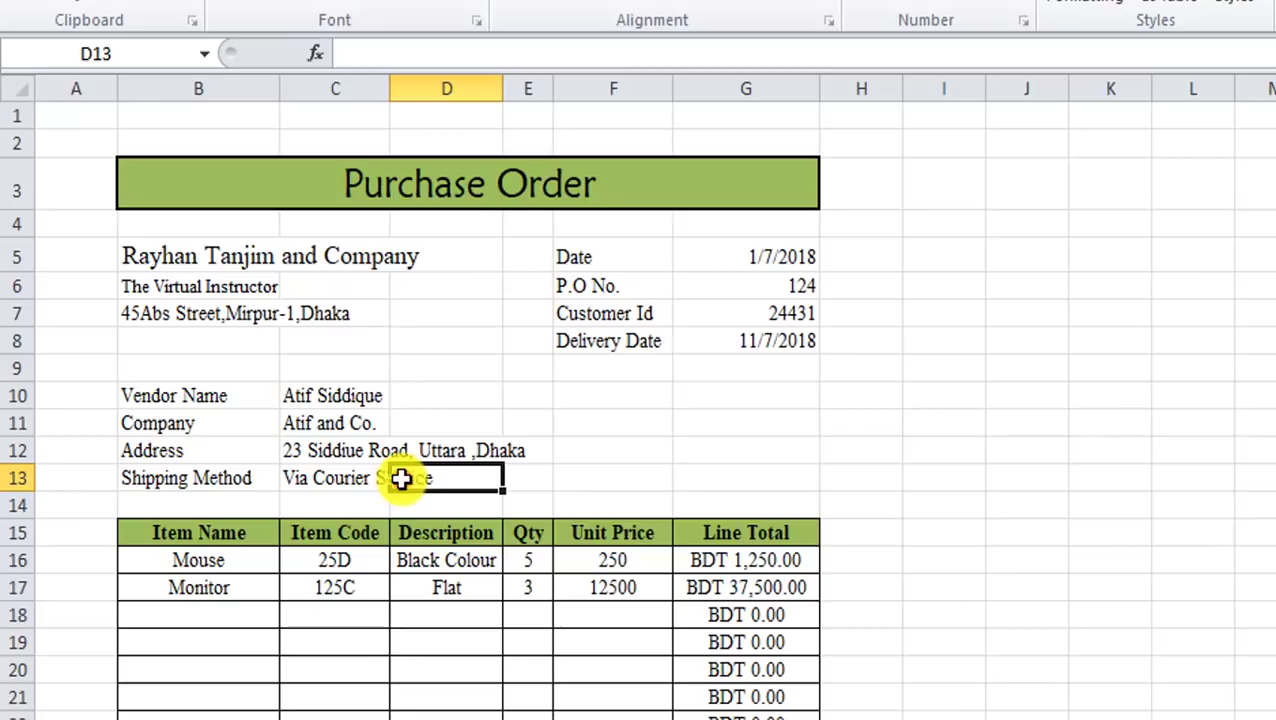 Clipboard Font Alignment Number Styles
D13 fx
A B C D E F G H I J K L
1
2
3 Purchase Order
4
5 Rayhan Tanjim and Company Date 1/7/2018
6 The Virtual Instructor P.O No. 124
7 45Abs Street,Mirpur-1,Dhaka Customer Id 24431
8 Delivery Date 11/7/2018
9
10 Vendor Name Atif Siddique
11 Company Atif and Co.
12 Address 23 Siddiue Road, Uttara ,Dhaka
13 Shipping Method Via Courier
14
15 Item Name Item Code Description Qty Unit Price Line Total
16 Mouse 25D Black Colour 5 250 BDT 1,250.00
17 Monitor 125C Flat 3 12500 BDT 37,500.00
18 BDT 0.00
19 BDT 0.00
20 BDT 0.00
21 BDT 0.00